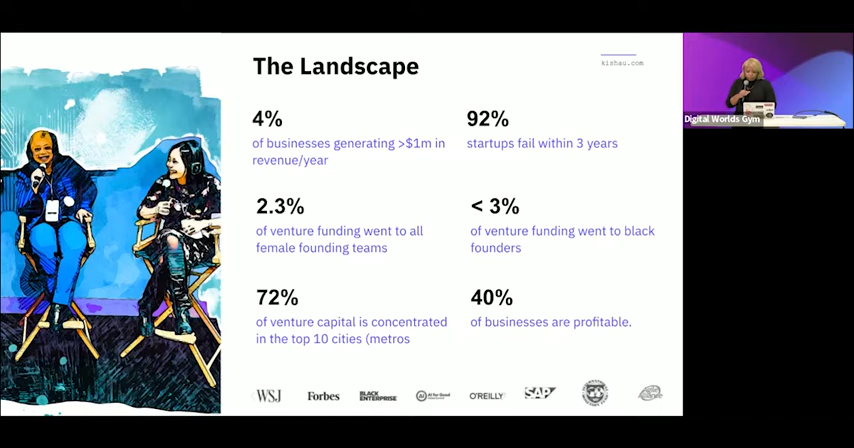 The Landscape
kishau.com
4%
of businesses generating >$1m in
revenue/year
92%
startups fail within 3 years
2.3%
of venture funding went to all
female founding teams
< 3%
of venture funding went to black
founders
72%
of venture capital is concentrated
in the top 10 cities (metros
40%
of businesses are profitable.
WSJ
Forbes
BLACK
ENTERPRISE
AI for Good
O'REILLY
SAP
Digital Worlds Gym